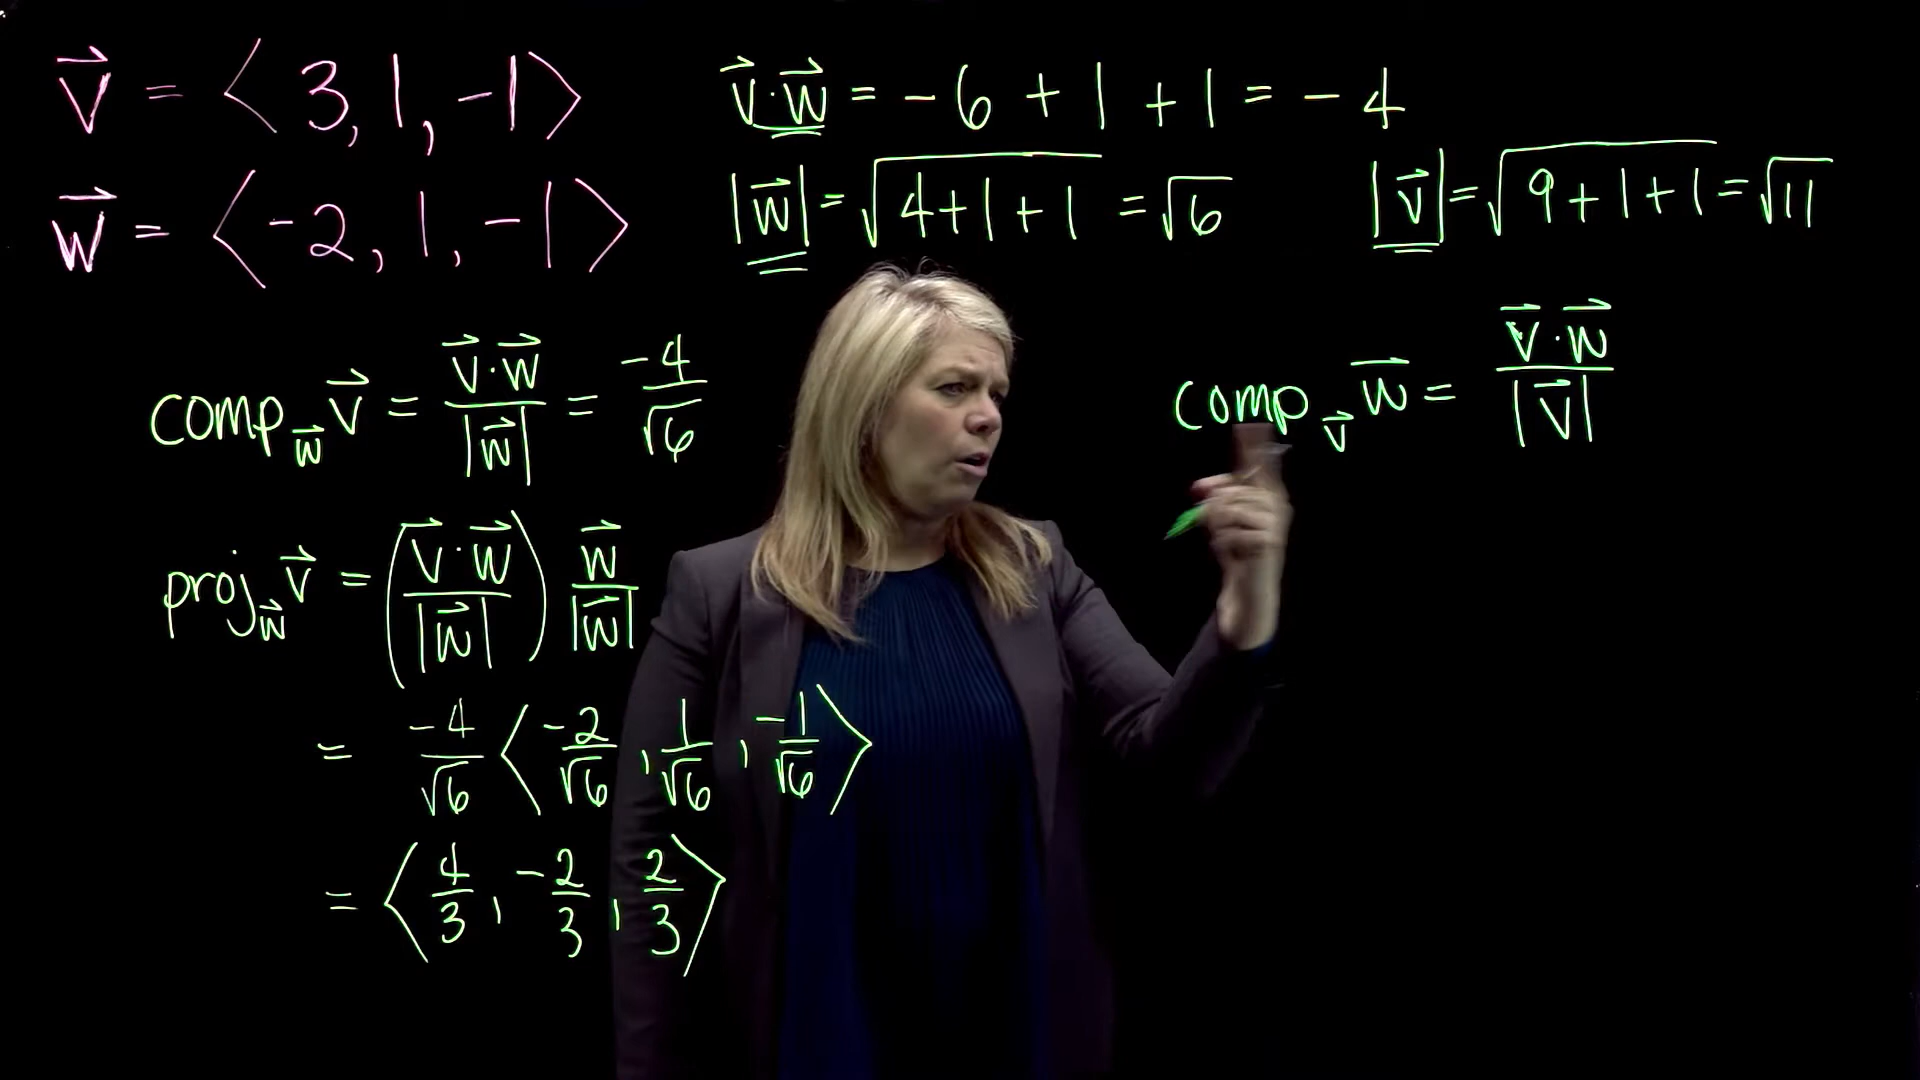 v⃗ = ⟨3, 1, -1⟩
w⃗ = ⟨-2, 1, -1⟩
v⃗·w⃗ = -6 + 1 + 1 = -4
|w⃗| = √(4+1+1) = √6
|v⃗| = √(9+1+1) = √11
comp_w⃗ v⃗ = (v⃗·w⃗)/|w⃗| = -4/√6
proj_w⃗ v⃗ = ((v⃗·w⃗)/|w⃗|) w⃗/|w⃗|
= -4/√6 ⟨-2/√6, 1/√6, -1/√6⟩
= ⟨4/3, -2/3, 2/3⟩
comp_v⃗ w⃗ = (v⃗·w⃗)/|v⃗|